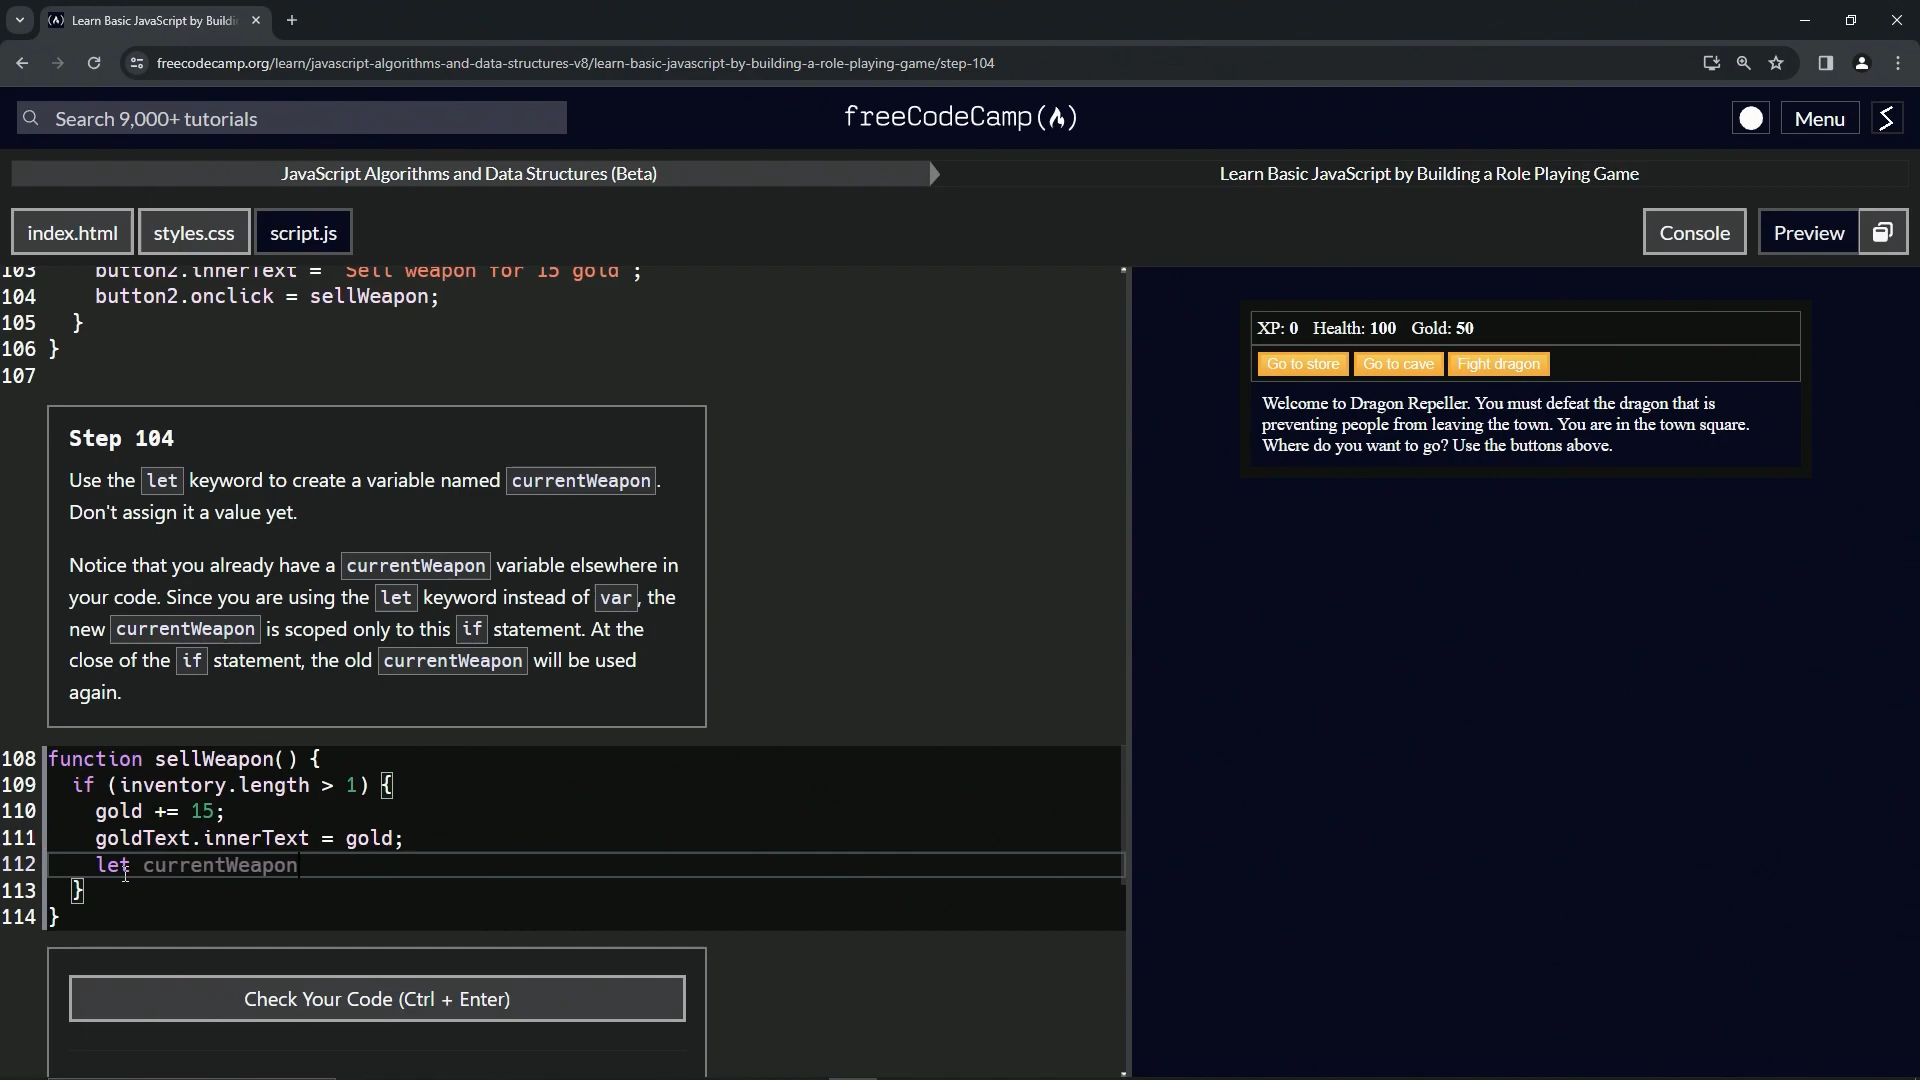 Learn Basic JavaScript by Buildi
freecodecamp.org/learn/javascript-algorithms-and-data-structures-v8/learn-basic-javascript-by-building-a-role-playing-game/step-104
Search 9,000+ tutorials
freeCodeCamp(🔥)
Menu
JavaScript Algorithms and Data Structures (Beta)
Learn Basic JavaScript by Building a Role Playing Game
index.html
styles.css
script.js
Console
Preview
103 button2.innerText = "Sell weapon for 15 gold";
104 button2.onclick = sellWeapon;
105 }
106 }
107
Step 104
Use the let keyword to create a variable named currentWeapon.
Don't assign it a value yet.
Notice that you already have a currentWeapon variable elsewhere in
your code. Since you are using the let keyword instead of var, the
new currentWeapon is scoped only to this if statement. At the
close of the if statement, the old currentWeapon will be used
again.
108 function sellWeapon() {
109 if (inventory.length > 1) {
110 gold += 15;
111 goldText.innerText = gold;
112 let currentWeapon
113 }
114 }
Check Your Code (Ctrl + Enter)
XP: 0 Health: 100 Gold: 50
Go to store
Go to cave
Fight dragon
Welcome to Dragon Repeller. You must defeat the dragon that is
preventing people from leaving the town. You are in the town square.
Where do you want to go? Use the buttons above.